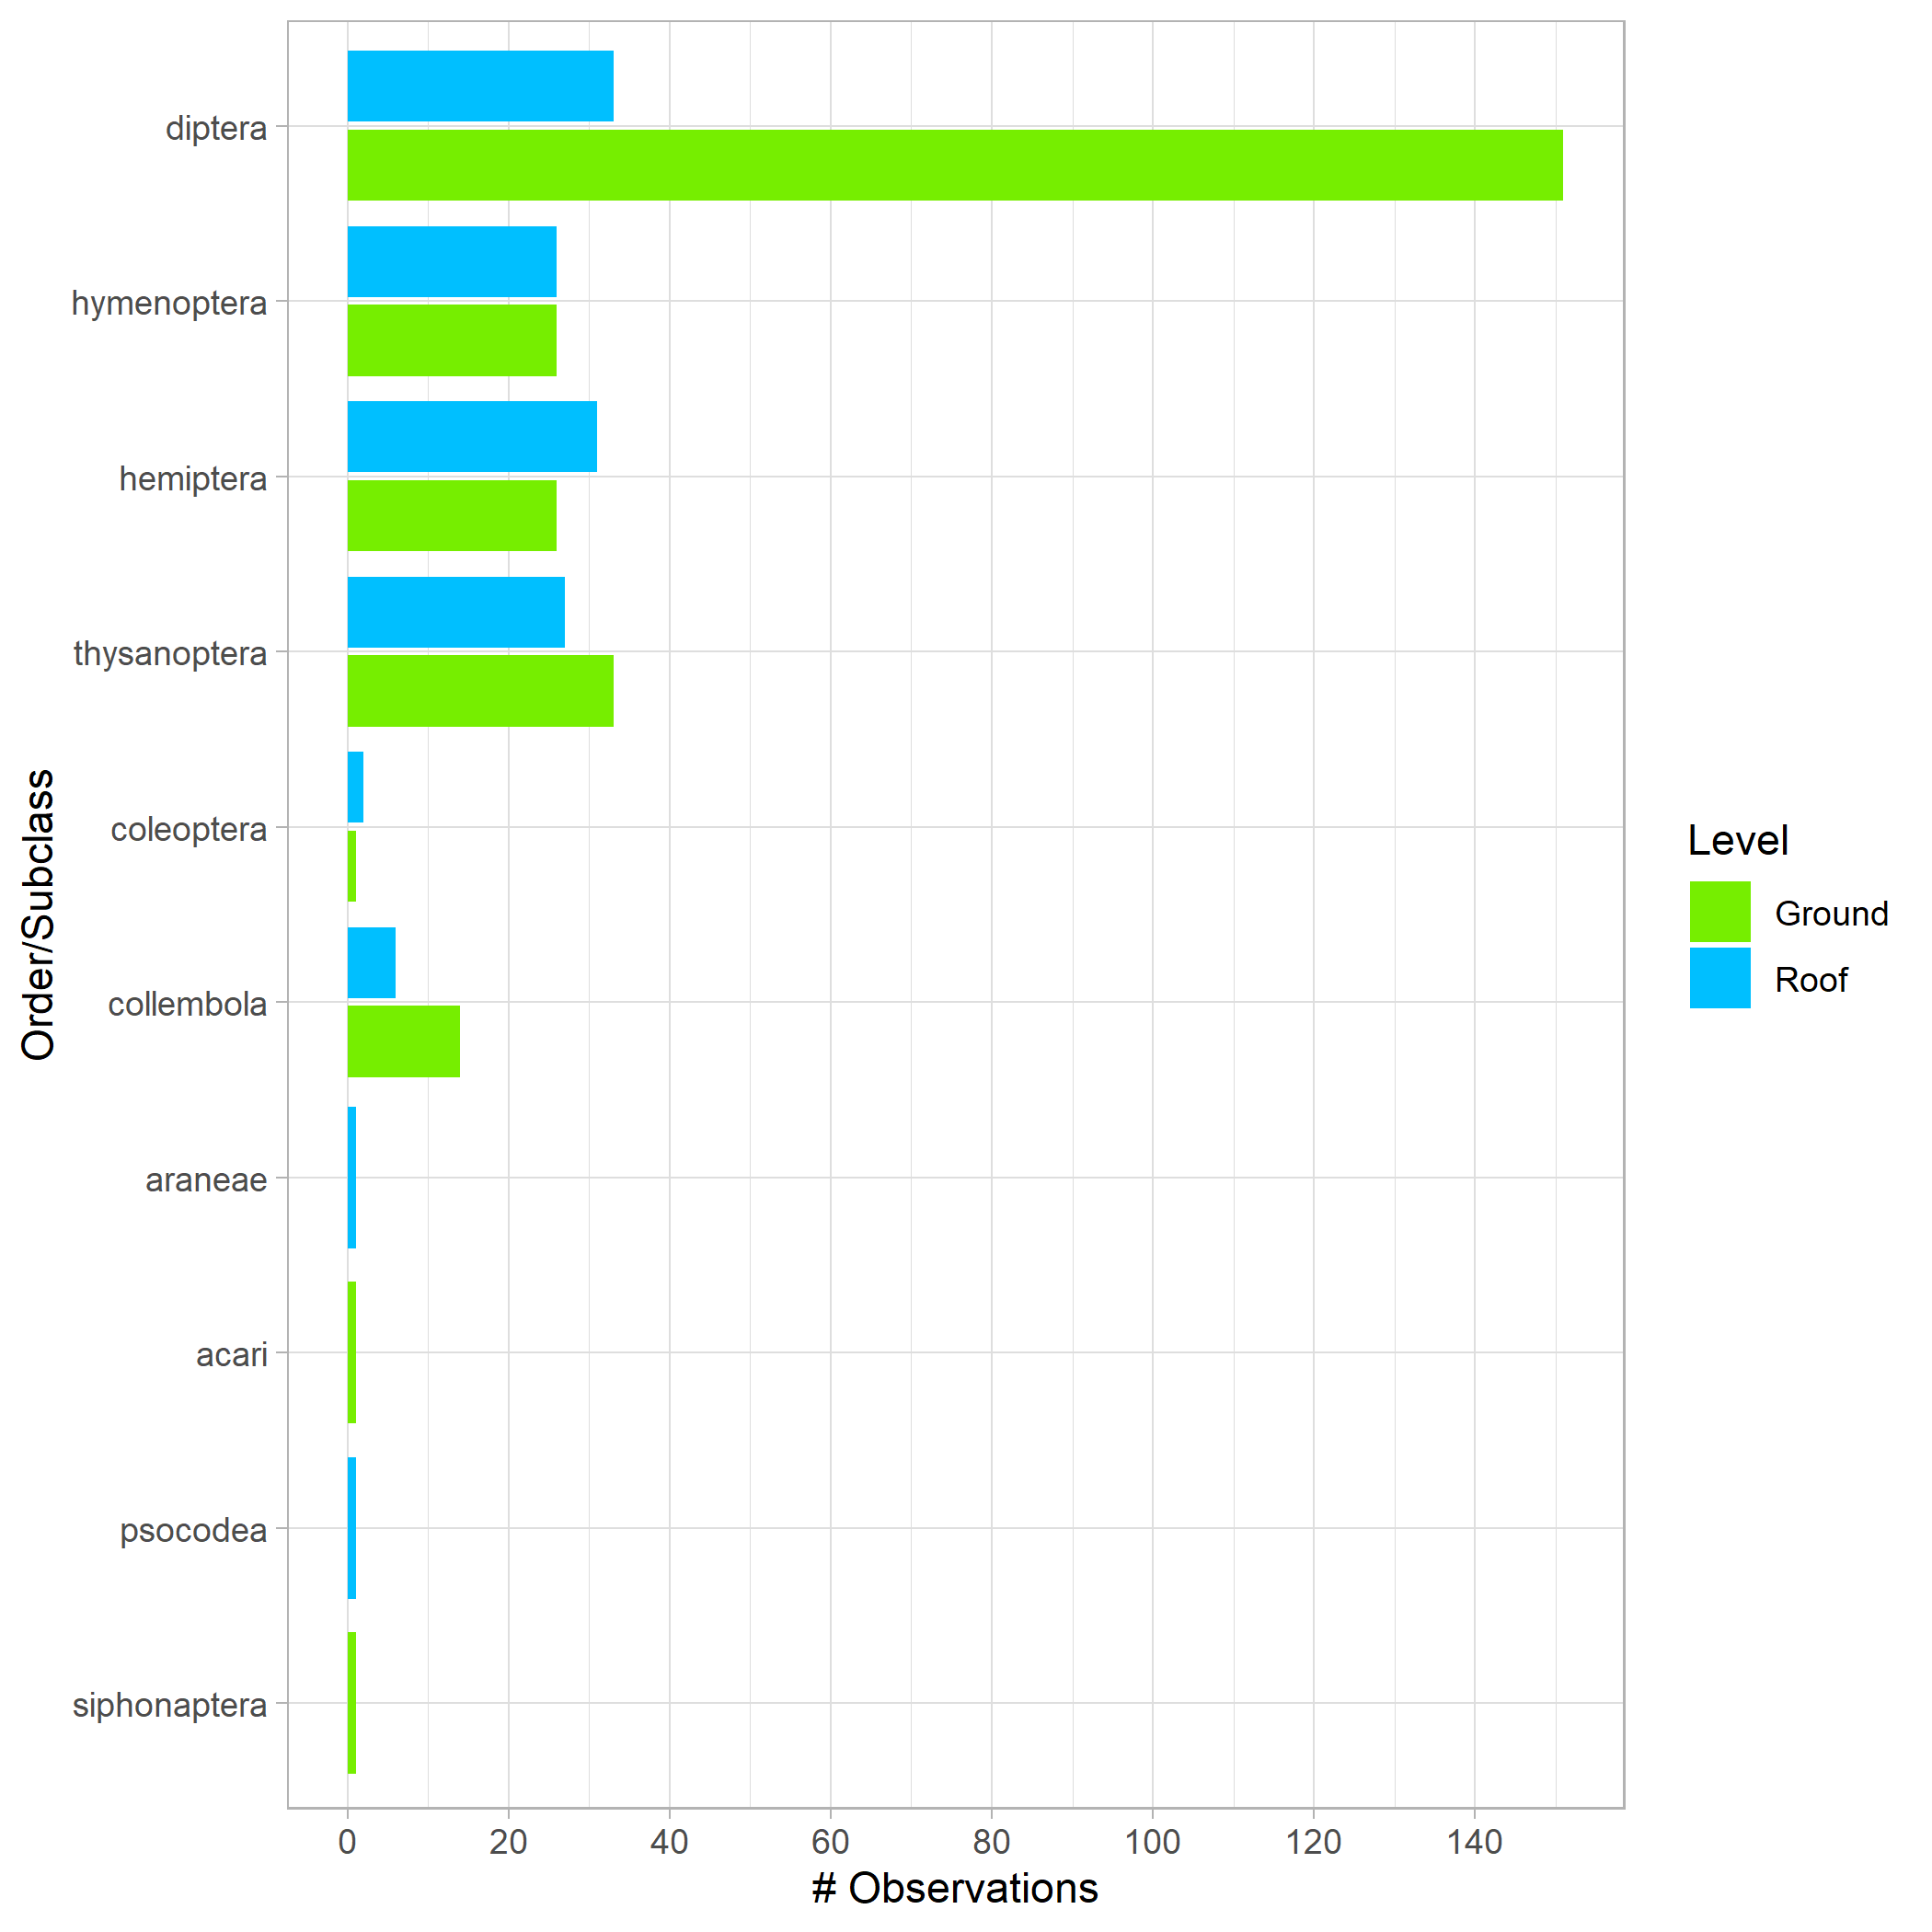 diptera
hymenoptera
hemiptera
thysanoptera
coleoptera
collembola
araneae
acari
psocodea
siphonaptera
Order/Subclass
0 20 40 60 80 100 120 140
# Observations
Level
Ground
Roof